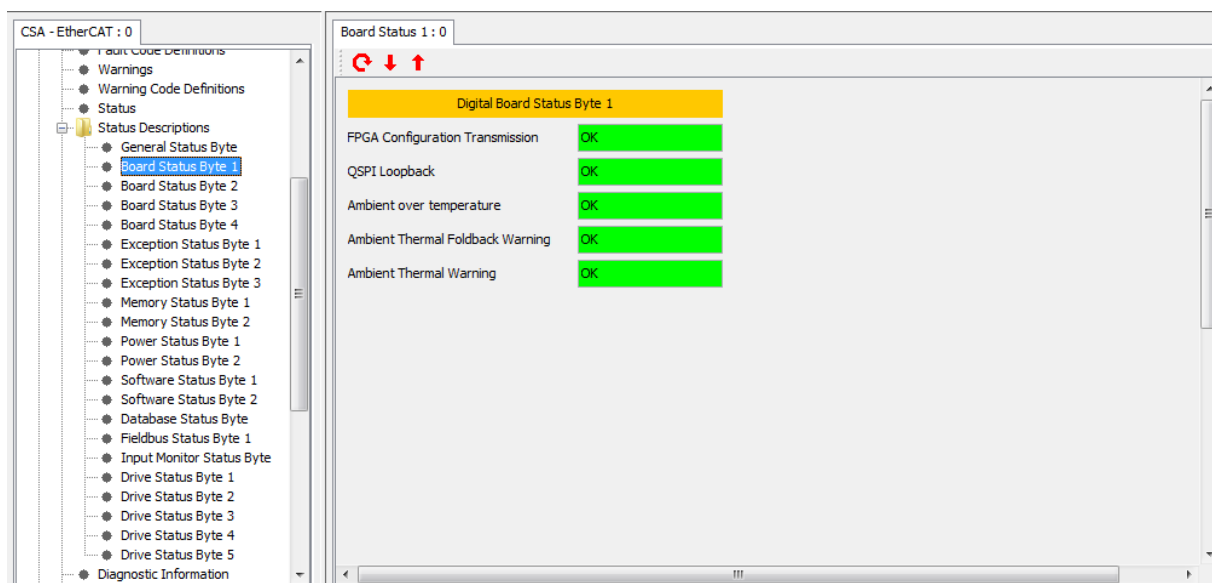 CSA - EtherCAT : 0
Fault Code Definitions
Warnings
Warning Code Definitions
Status
Status Descriptions
General Status Byte
Board Status Byte 1
Board Status Byte 2
Board Status Byte 3
Board Status Byte 4
Exception Status Byte 1
Exception Status Byte 2
Exception Status Byte 3
Memory Status Byte 1
Memory Status Byte 2
Power Status Byte 1
Power Status Byte 2
Software Status Byte 1
Software Status Byte 2
Database Status Byte
Fieldbus Status Byte 1
Input Monitor Status Byte
Drive Status Byte 1
Drive Status Byte 2
Drive Status Byte 3
Drive Status Byte 4
Drive Status Byte 5
Diagnostic Information
Board Status 1 : 0
Digital Board Status Byte 1
FPGA Configuration Transmission OK
QSPI Loopback OK
Ambient over temperature OK
Ambient Thermal Foldback Warning OK
Ambient Thermal Warning OK